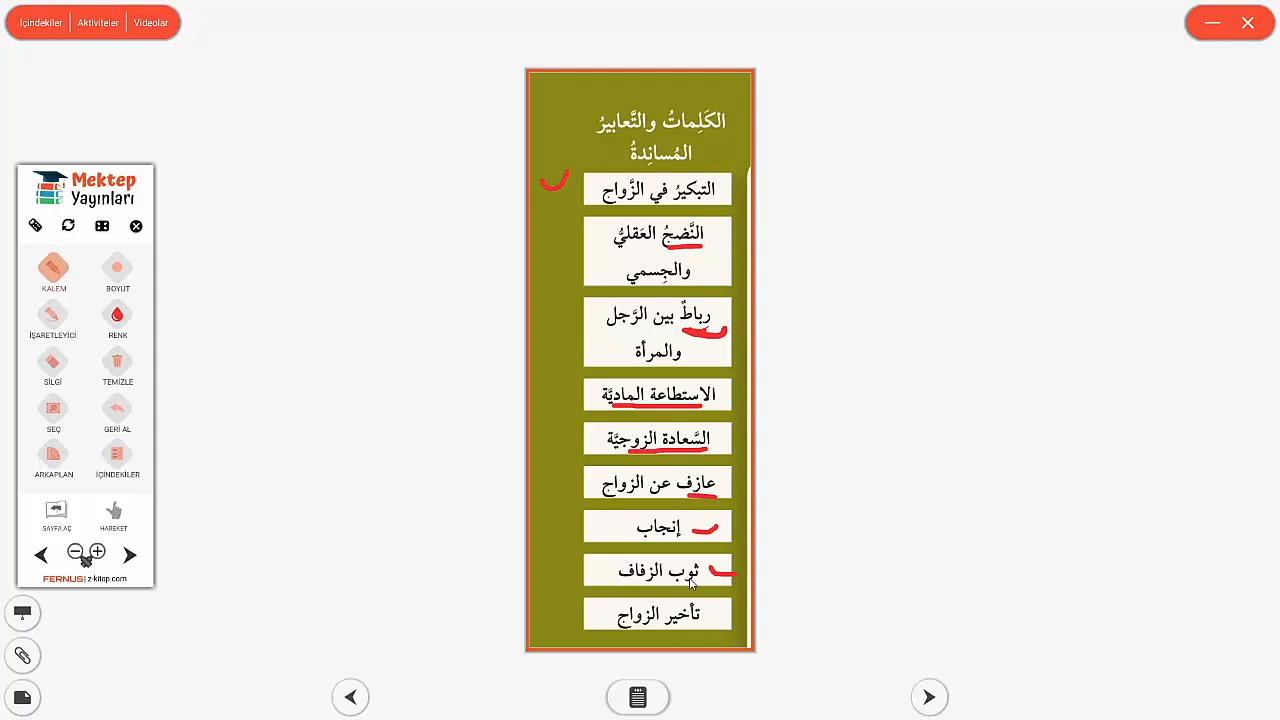 İçindekiler
Aktiviteler
Videolar
الكَلِماتُ والتَّعابيرُ
المُسانِدةُ
التبكيرُ في الزَّواج
النَّضجُ العَقليُّ
والجِسمي
رِباطٌ بين الرَّجل
والمرأة
الاستطاعة الماديَّة
السَّعادة الزوجيَّة
عازف عن الزواج
إنجاب
ثوب الزفاف
تأخير الزواج
Mektep
Yayınları
KALEM
BOYUT
İŞARETLEYİCİ
RENK
SİLGİ
TEMİZLE
SEÇ
GERİ AL
ARKAPLAN
İÇİNDEKİLER
SAYFA AÇ
HAREKET
FERNUS | z-kitap.com